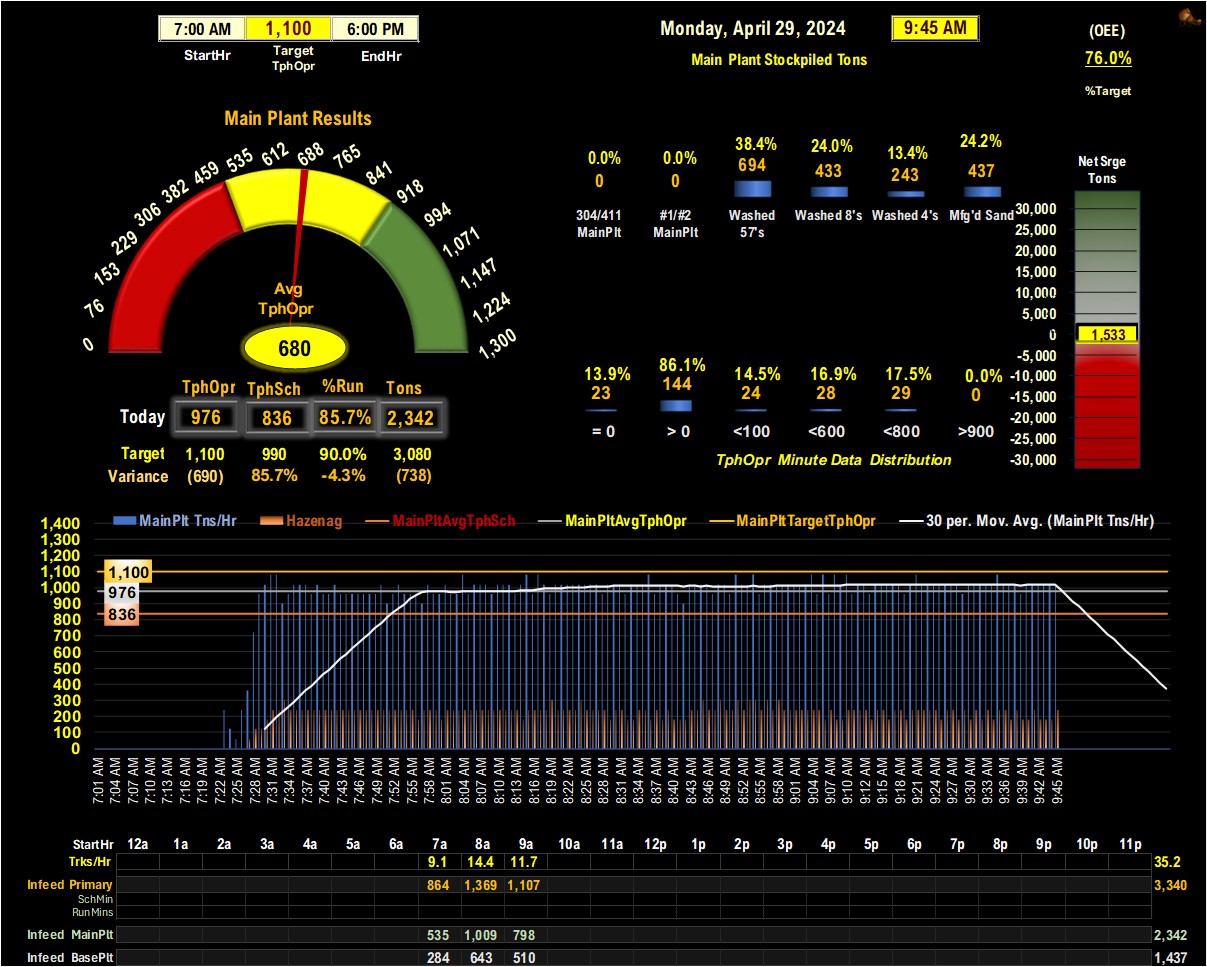 7:00 AM 1,100 6:00 PM
StartHr Target TphOpr EndHr
Monday, April 29, 2024 9:45 AM
Main Plant Stockpiled Tons
(OEE)
76.0%
%Target
Main Plant Results
0 76 153 229 306 382 459 535 612 688 765 841 918 994 1,071 1,147 1,224 1,300
Avg
TphOpr
680
TphOpr TphSch %Run Tons
Today 976 836 85.7% 2,342
Target 1,100 990 90.0% 3,080
Variance (690) 85.7% -4.3% (738)
0.0% 0.0% 38.4% 24.0% 13.4% 24.2%
0 0 694 433 243 437
304/411 #1/#2 Washed Washed 8's Washed 4's Mfg'd Sand
MainPlt MainPlt 57's
13.9% 86.1% 14.5% 16.9% 17.5% 0.0%
23 144 24 28 29 0
= 0 > 0 <100 <600 <800 >900
TphOpr Minute Data Distribution
Net Srge
Tons
30,000
25,000
20,000
15,000
10,000
5,000
0 1,533
-5,000
-10,000
-15,000
-20,000
-25,000
-30,000
MainPlt Tns/Hr Hazenag MainPltAvgTphSch MainPltAvgTphOpr MainPltTargetTphOpr 30 per. Mov. Avg. (MainPlt Tns/Hr)
1,400
1,300
1,200
1,100
1,000
900
800
700
600
500
400
300
200
100
0
1,100
976
836
7:01 AM 7:04 AM 7:07 AM 7:10 AM 7:13 AM 7:16 AM 7:19 AM 7:22 AM 7:25 AM 7:28 AM 7:31 AM 7:34 AM 7:37 AM 7:40 AM 7:43 AM 7:46 AM 7:49 AM 7:52 AM 7:55 AM 7:58 AM 8:01 AM 8:04 AM 8:07 AM 8:10 AM 8:13 AM 8:16 AM 8:19 AM 8:22 AM 8:25 AM 8:28 AM 8:31 AM 8:34 AM 8:37 AM 8:40 AM 8:43 AM 8:46 AM 8:49 AM 8:52 AM 8:55 AM 8:58 AM 9:01 AM 9:04 AM 9:07 AM 9:10 AM 9:12 AM 9:15 AM 9:18 AM 9:21 AM 9:24 AM 9:27 AM 9:30 AM 9:33 AM 9:36 AM 9:39 AM 9:42 AM 9:45 AM
StartHr 12a 1a 2a 3a 4a 5a 6a 7a 8a 9a 10a 11a 12p 1p 2p 3p 4p 5p 6p 7p 8p 9p 10p 11p
Trks/Hr 9.1 14.4 11.7 35.2
Infeed Primary 864 1,369 1,107 3,340
SchMin
RunMins
Infeed MainPlt 535 1,009 798 2,342
Infeed BasePlt 284 643 510 1,437